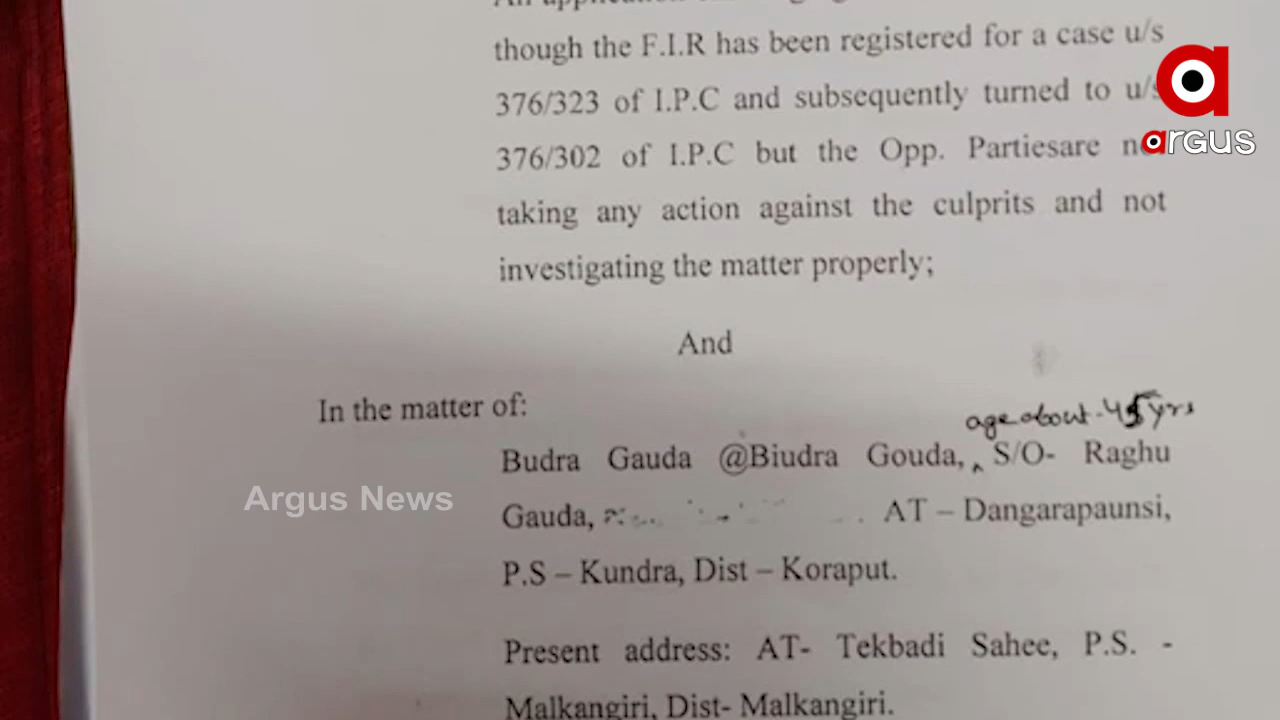 though the F.I.R has been registered for a case u/s
376/323 of I.P.C and subsequently turned to u/s
376/302 of I.P.C but the Opp. Partiesare
taking any action against the culprits and not
investigating the matter properly;
And
In the matter of:
age about-45yrs
Budra Gauda @Biudra Gouda, S/O- Raghu
Gauda, AT – Dangarapaunsi,
P.S – Kundra, Dist – Koraput.
Present address: AT- Tekbadi Sahee, P.S. -
Malkangiri, Dist- Malkangiri.
argus
Argus News